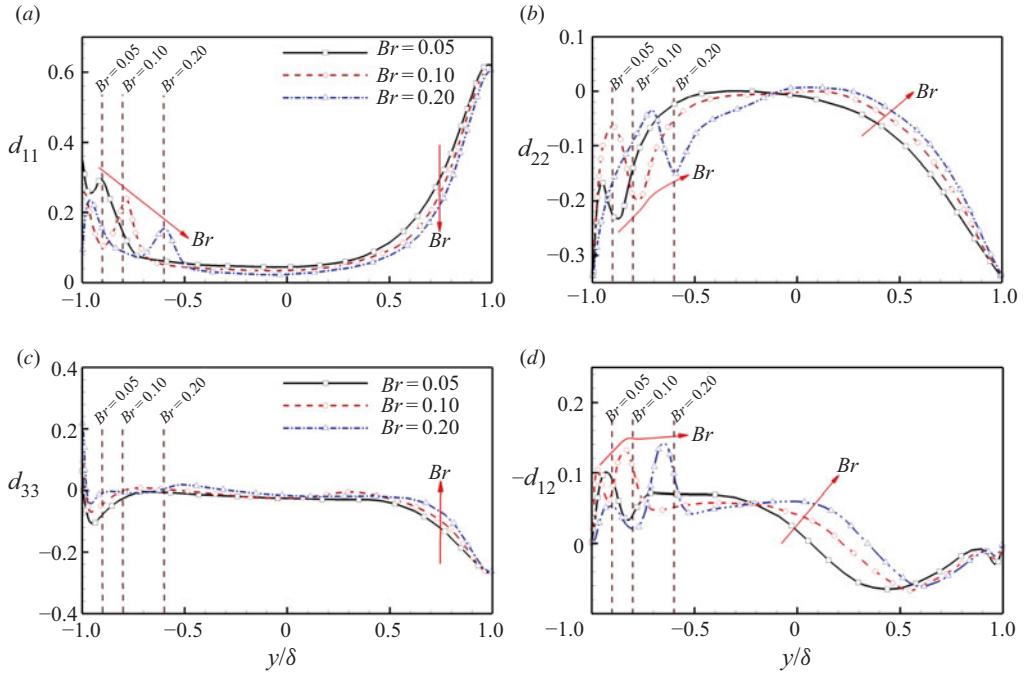 (a)
0.6
0.4
0.2
0
d11
Br = 0.05
Br = 0.10
Br = 0.20
Br = 0.05
Br = 0.10
Br = 0.20
Br
Br
−1.0
−0.5
0
0.5
1.0
(b)
0.1
0
−0.1
−0.2
−0.3
d22
Br = 0.05
Br = 0.10
Br = 0.20
Br
Br
−1.0
−0.5
0
0.5
1.0
(c)
0.4
0.2
0
−0.2
−0.4
d33
Br = 0.05
Br = 0.10
Br = 0.20
Br = 0.05
Br = 0.10
Br = 0.20
Br
−1.0
−0.5
0
0.5
1.0
y/δ
(d)
0.2
0.1
0
−0.1
−d12
Br = 0.05
Br = 0.10
Br = 0.20
Br
Br
−1.0
−0.5
0
0.5
1.0
y/δ